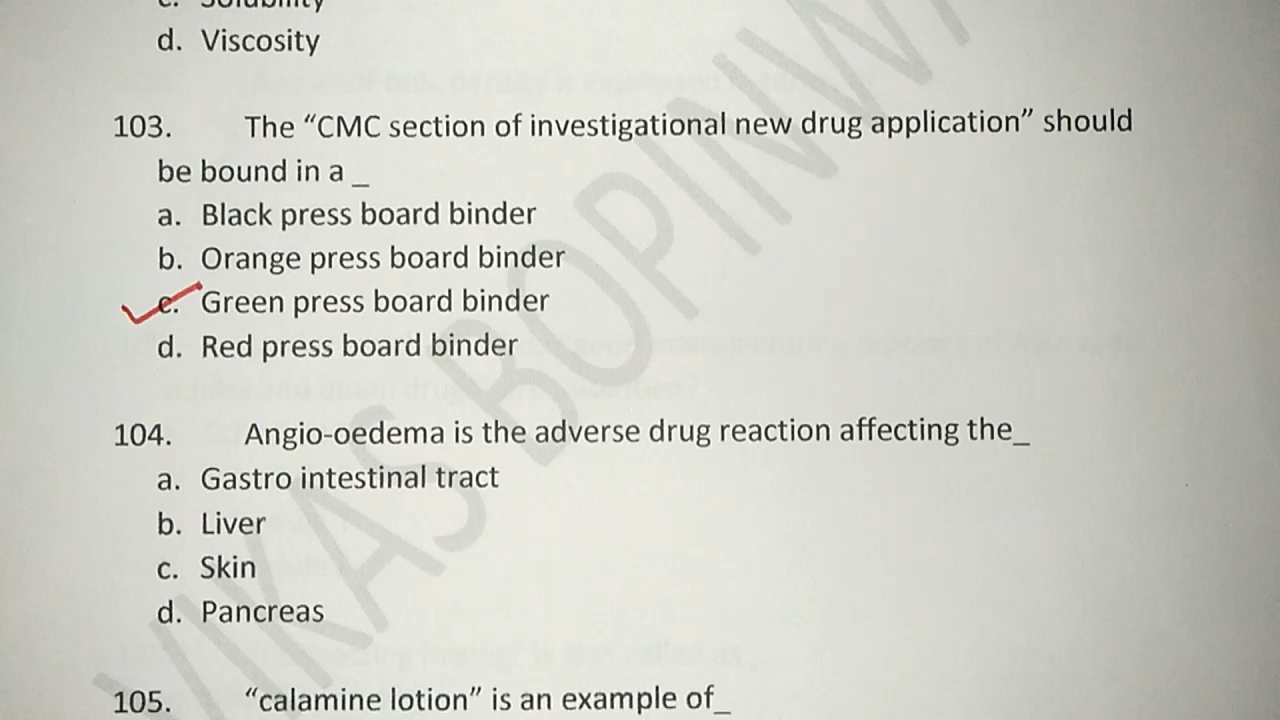 d. Viscosity
103. The “CMC section of investigational new drug application” should
be bound in a _
a. Black press board binder
b. Orange press board binder
c. Green press board binder
d. Red press board binder
104. Angio-oedema is the adverse drug reaction affecting the_
a. Gastro intestinal tract
b. Liver
c. Skin
d. Pancreas
105. “calamine lotion” is an example of_